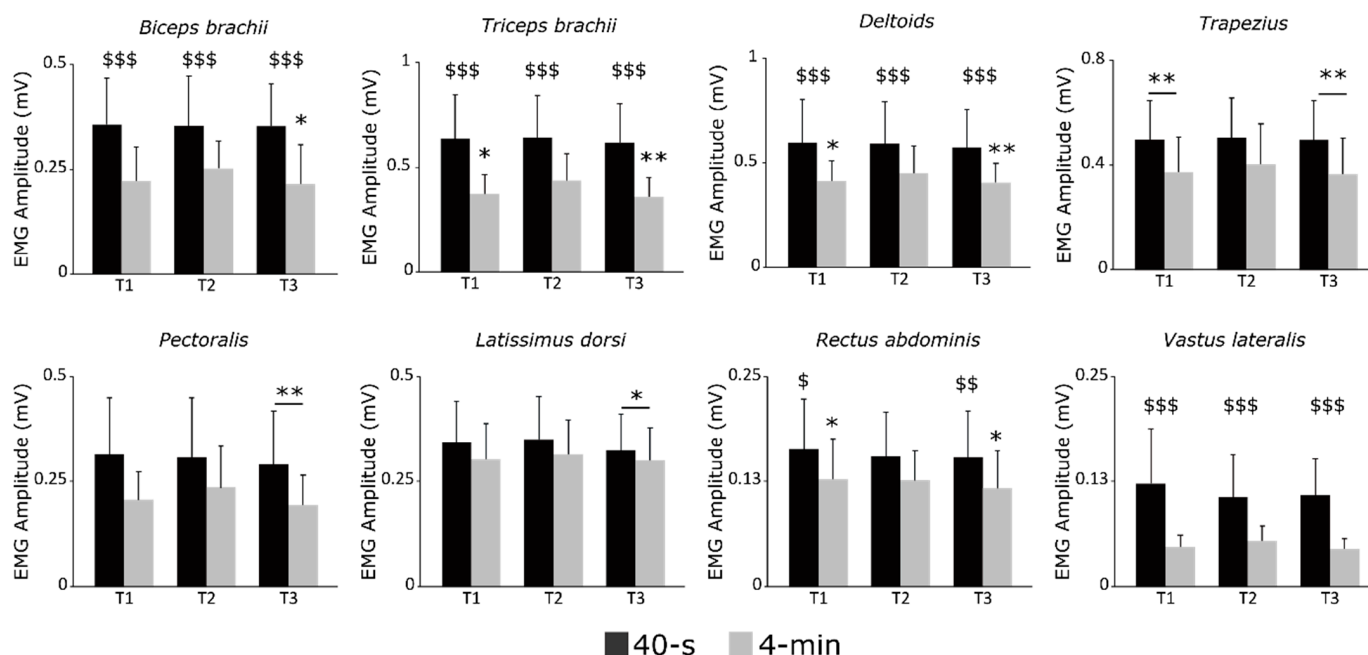 Biceps brachii
$$$ $$$ $$$
*
0.5
0.25
0
EMG Amplitude (mV)
T1 T2 T3
Triceps brachii
$$$ $$$ $$$
* **
1
0.5
0
EMG Amplitude (mV)
T1 T2 T3
Deltoids
$$$ $$$ $$$
* **
1
0.5
0
EMG Amplitude (mV)
T1 T2 T3
Trapezius
** **
0.8
0.4
0
EMG Amplitude (mV)
T1 T2 T3
Pectoralis
**
0.5
0.25
0
EMG Amplitude (mV)
T1 T2 T3
Latissimus dorsi
*
0.5
0.25
0
EMG Amplitude (mV)
T1 T2 T3
Rectus abdominis
$ $$
* *
0.25
0.13
0
EMG Amplitude (mV)
T1 T2 T3
Vastus lateralis
$$$ $$$ $$$
0.25
0.13
0
EMG Amplitude (mV)
T1 T2 T3
40-s 4-min